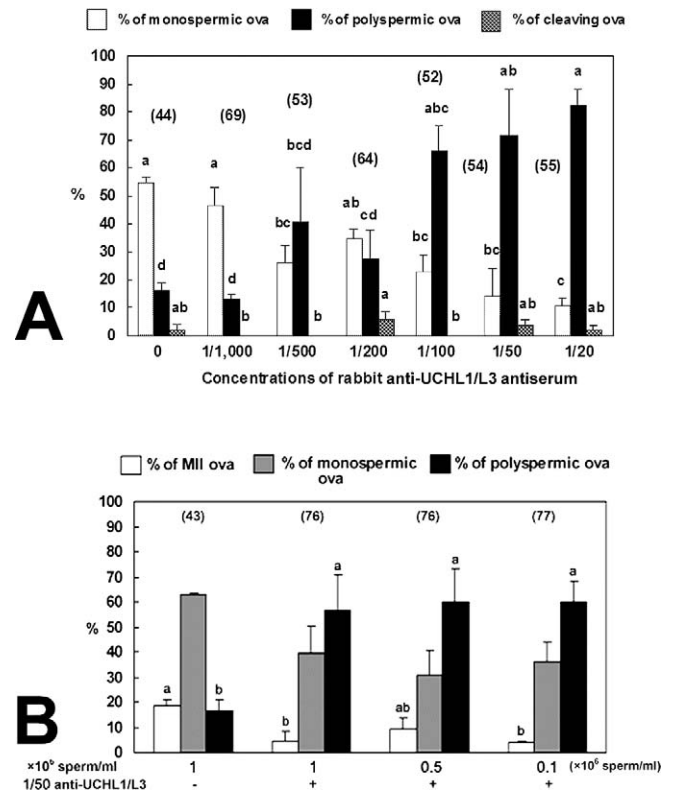 % of monospermic ova % of polyspermic ova % of cleaving ova
100
90
80
70
60
50
40
30
20
10
0
%
(44) (69) (53) (64) (52) (54) (55)
a d ab
a d b
bc bcd b
ab cd a
bc abc b
bc ab ab
c a ab
0 1/1,000 1/500 1/200 1/100 1/50 1/20
Concentrations of rabbit anti-UCHL1/L3 antiserum
A
% of MII ova % of monospermic ova % of polyspermic ova
100
90
80
70
60
50
40
30
20
10
0
%
(43) (76) (76) (77)
a b
b a
ab a
b a
B
×10⁶ sperm/ml 1 1 0.5 0.1 (×10⁶ sperm/ml)
1/50 anti-UCHL1/L3 - + + +